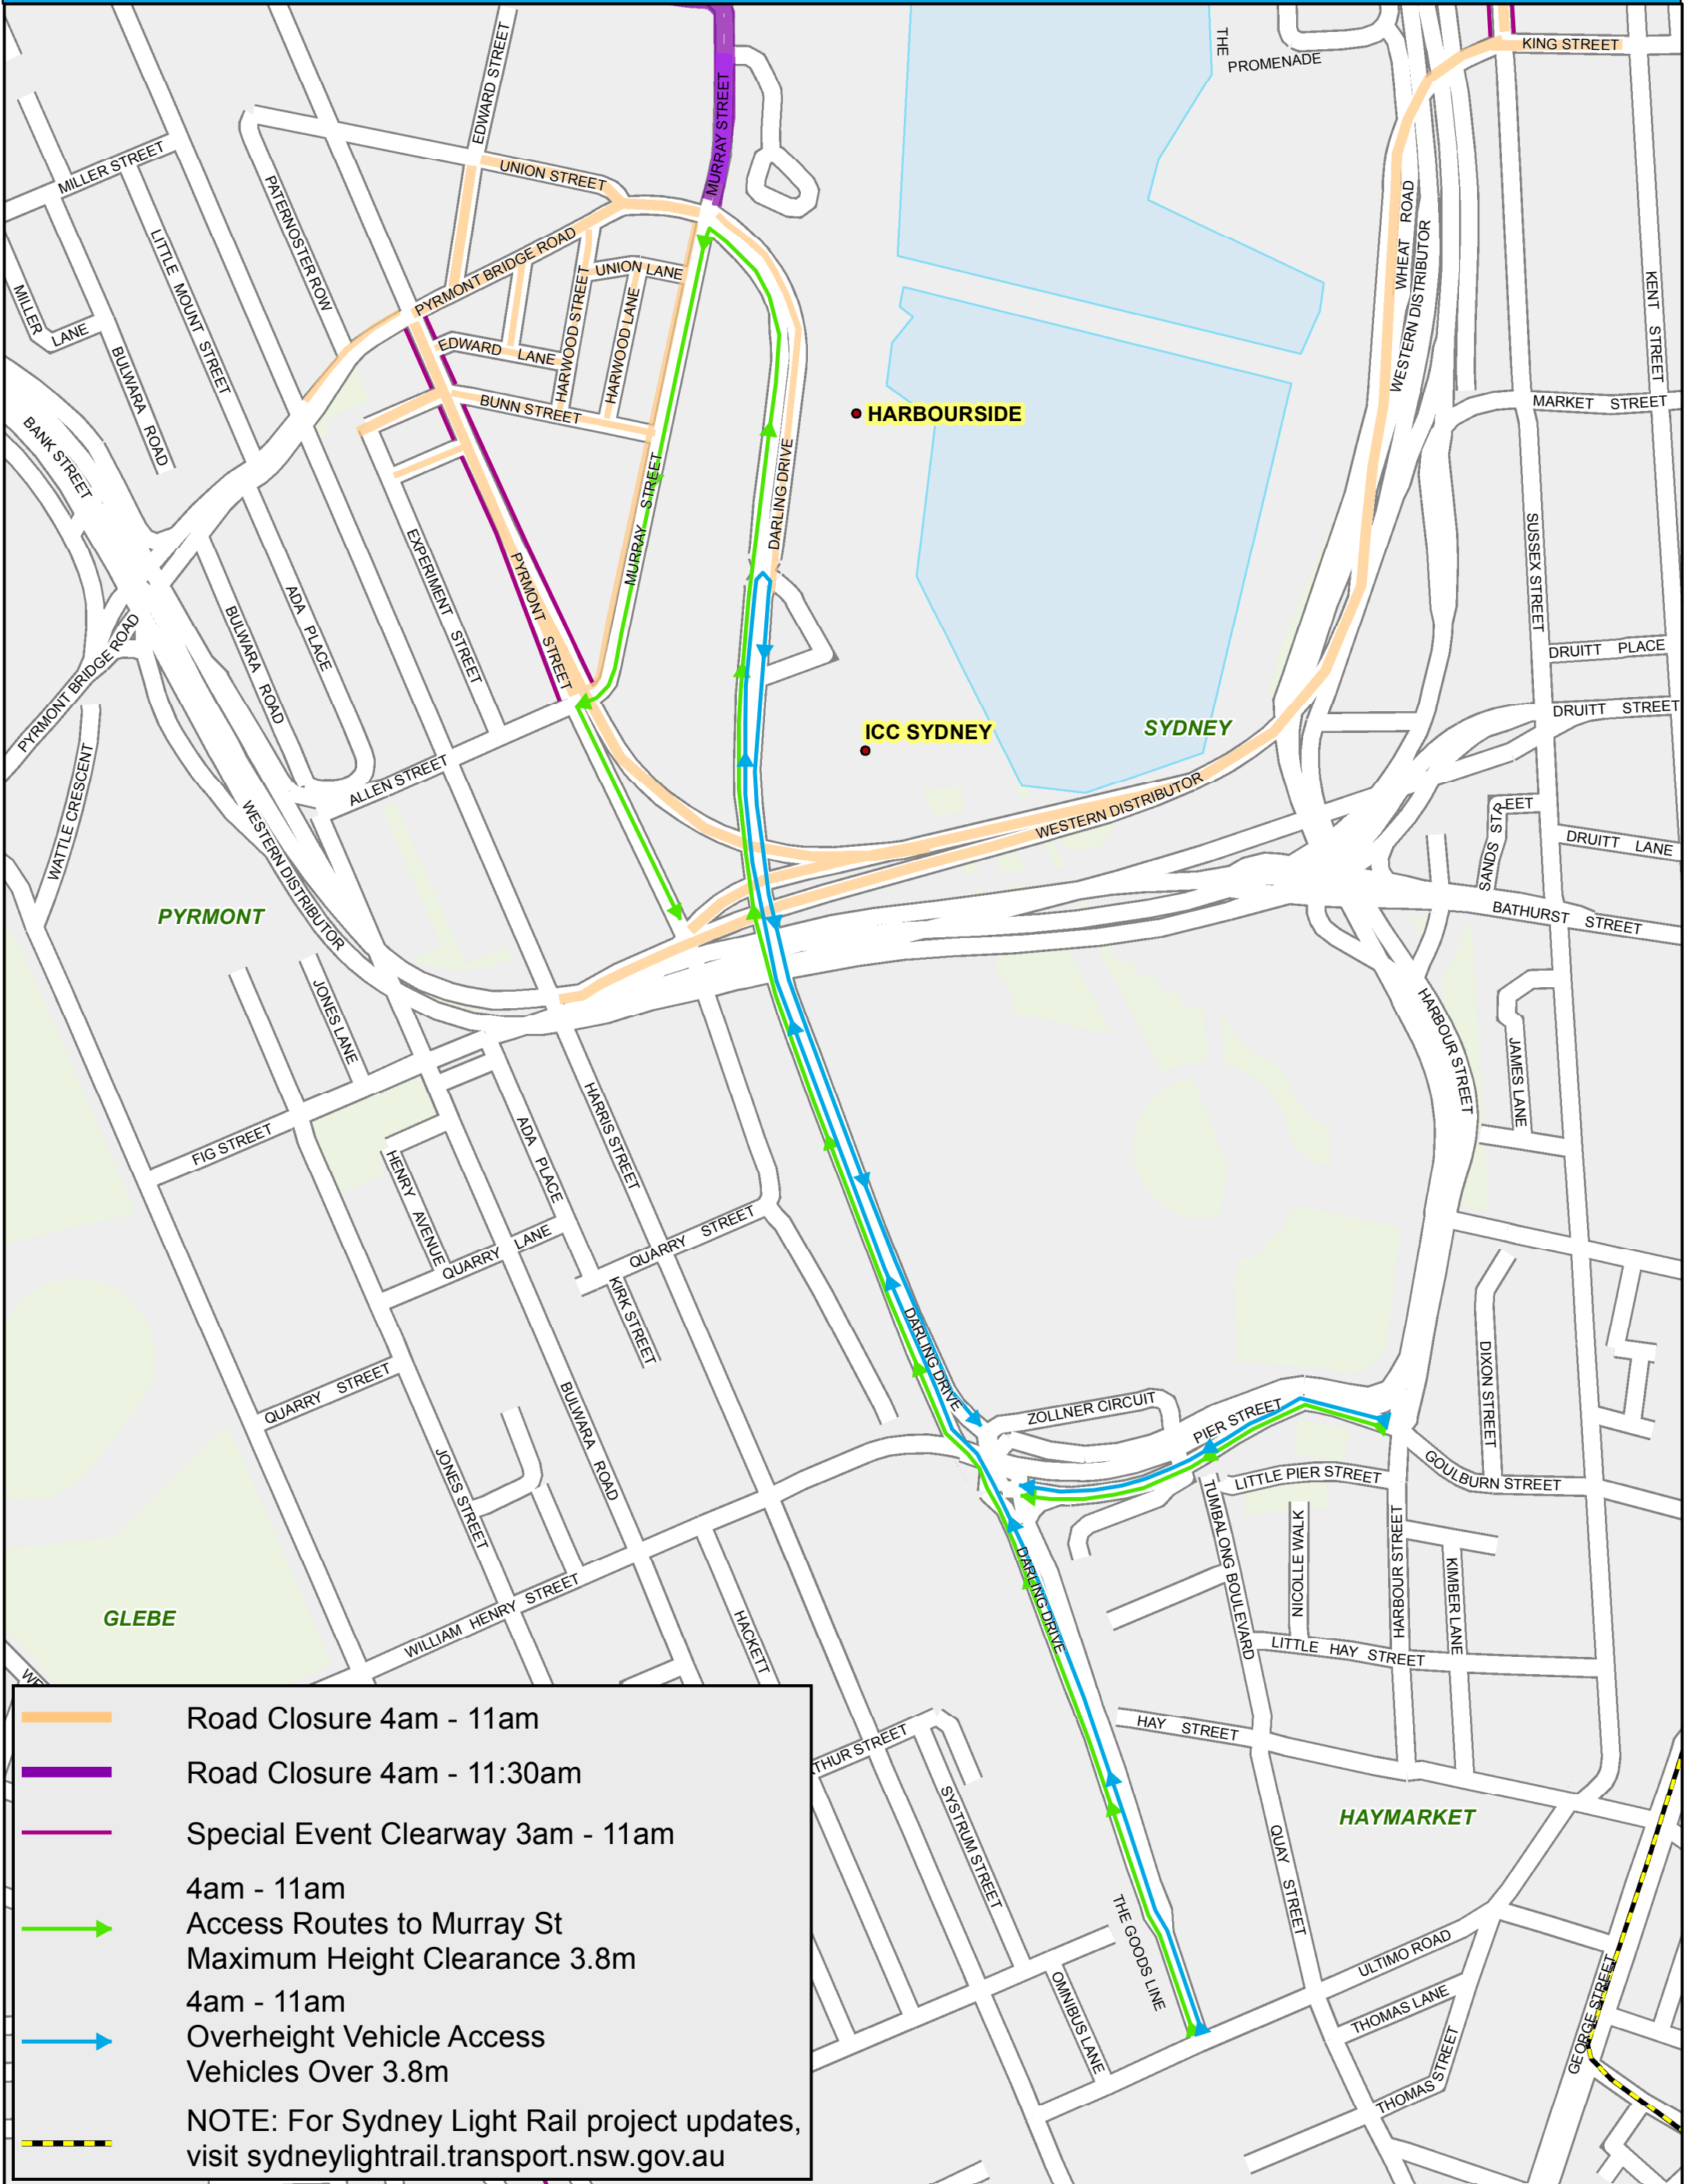 THE PROMENADE
KING STREET
EDWARD STREET
MURRAY STREET
MILLER STREET
UNION STREET
PATERNOSTER ROW
LITTLE MOUNT STREET
PYRMONT BRIDGE ROAD
UNION LANE
WHEAT ROAD
WESTERN DISTRIBUTOR
KENT STREET
MILLER LANE
BULWARA ROAD
EDWARD LANE
HARWOOD STREET
HARWOOD LANE
BUNN STREET
HARBOURSIDE
MARKET STREET
BANK STREET
DARLING DRIVE
MURRAY STREET
EXPERIMENT STREET
PYRMONT STREET
SUSSEX STREET
ADA PLACE
BULWARA ROAD
PYRMONT BRIDGE ROAD
DRUITT PLACE
DRUITT STREET
ICC SYDNEY
SYDNEY
WATTLE CRESCENT
ALLEN STREET
WESTERN DISTRIBUTOR
WESTERN DISTRIBUTOR
SANDS STREET
DRUITT LANE
PYRMONT
BATHURST STREET
JONES LANE
HARBOUR STREET
JAMES LANE
FIG STREET
HARRIS STREET
ADA PLACE
HENRY AVENUE
QUARRY LANE
QUARRY STREET
KIRK STREET
DARLING DRIVE
DIXON STREET
QUARRY STREET
BULWARA ROAD
ZOLLNER CIRCUIT
PIER STREET
JONES STREET
LITTLE PIER STREET
GOULBURN STREET
TUMBALONG BOULEVARD
NICOLLE WALK
HARBOUR STREET
KIMBER LANE
DARLING DRIVE
GLEBE
WILLIAM HENRY STREET
HACKETT
LITTLE HAY STREET
HAY STREET
THUR STREET
SYSTRUM STREET
HAYMARKET
QUAY STREET
THE GOODS LINE
ULTIMO ROAD
OMNIBUS LANE
THOMAS LANE
THOMAS STREET
GEORGE STREET
Road Closure 4am - 11am
Road Closure 4am - 11:30am
Special Event Clearway 3am - 11am
4am - 11am
Access Routes to Murray St
Maximum Height Clearance 3.8m
4am - 11am
Overheight Vehicle Access
Vehicles Over 3.8m
NOTE: For Sydney Light Rail project updates,
visit sydneylightrail.transport.nsw.gov.au